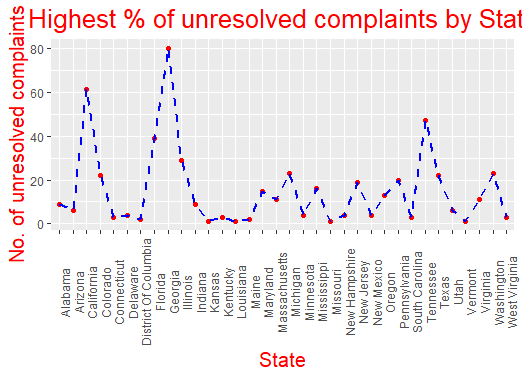 Highest % of unresolved complaints by Stat
No. of unresolved complaints
80
60
40
20
0
Alabama
Arizona
California
Colorado
Connecticut
Delaware
District Of Columbia
Florida
Georgia
Illinois
Indiana
Kansas
Kentucky
Louisiana
Maine
Maryland
Massachusetts
Michigan
Minnesota
Mississippi
Missouri
New Hampshire
New Jersey
New Mexico
Oregon
Pennsylvania
South Carolina
Tennessee
Texas
Utah
Vermont
Virginia
Washington
West Virginia
State